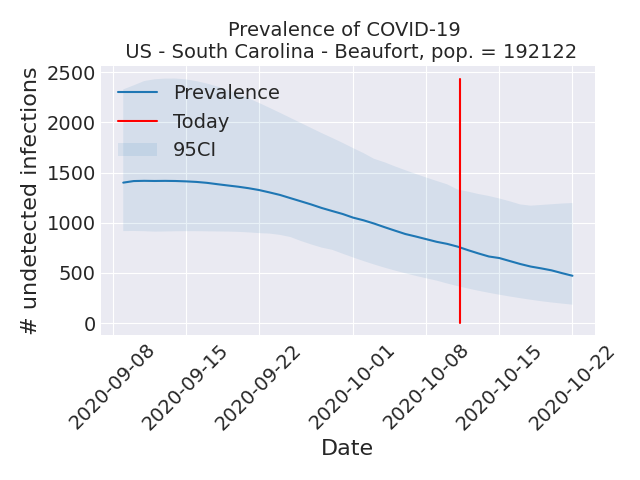 Prevalence of COVID-19
US - South Carolina - Beaufort, pop. = 192122
# undetected infections
2500
2000
1500
1000
500
0
Prevalence
Today
95CI
2020-09-08
2020-09-15
2020-09-22
2020-10-01
2020-10-08
2020-10-15
2020-10-22
Date